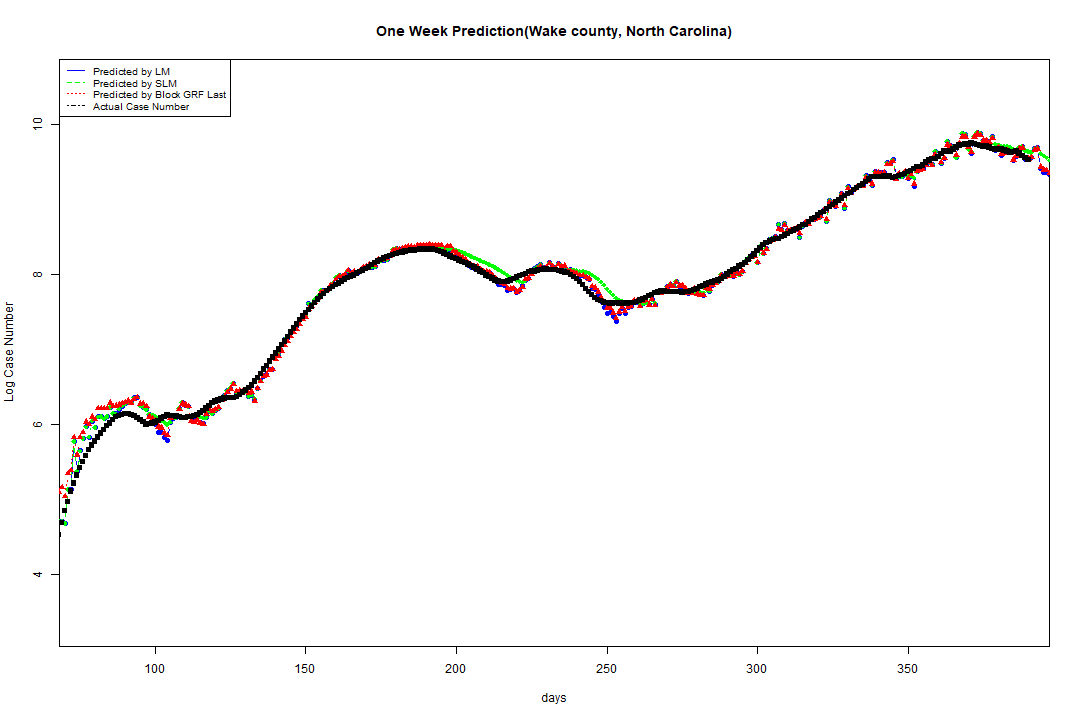 One Week Prediction(Wake county, North Carolina)
Predicted by LM
Predicted by SLM
Predicted by Block GRF Last
Actual Case Number
10
8
6
4
Log Case Number
100 150 200 250 300 350
days